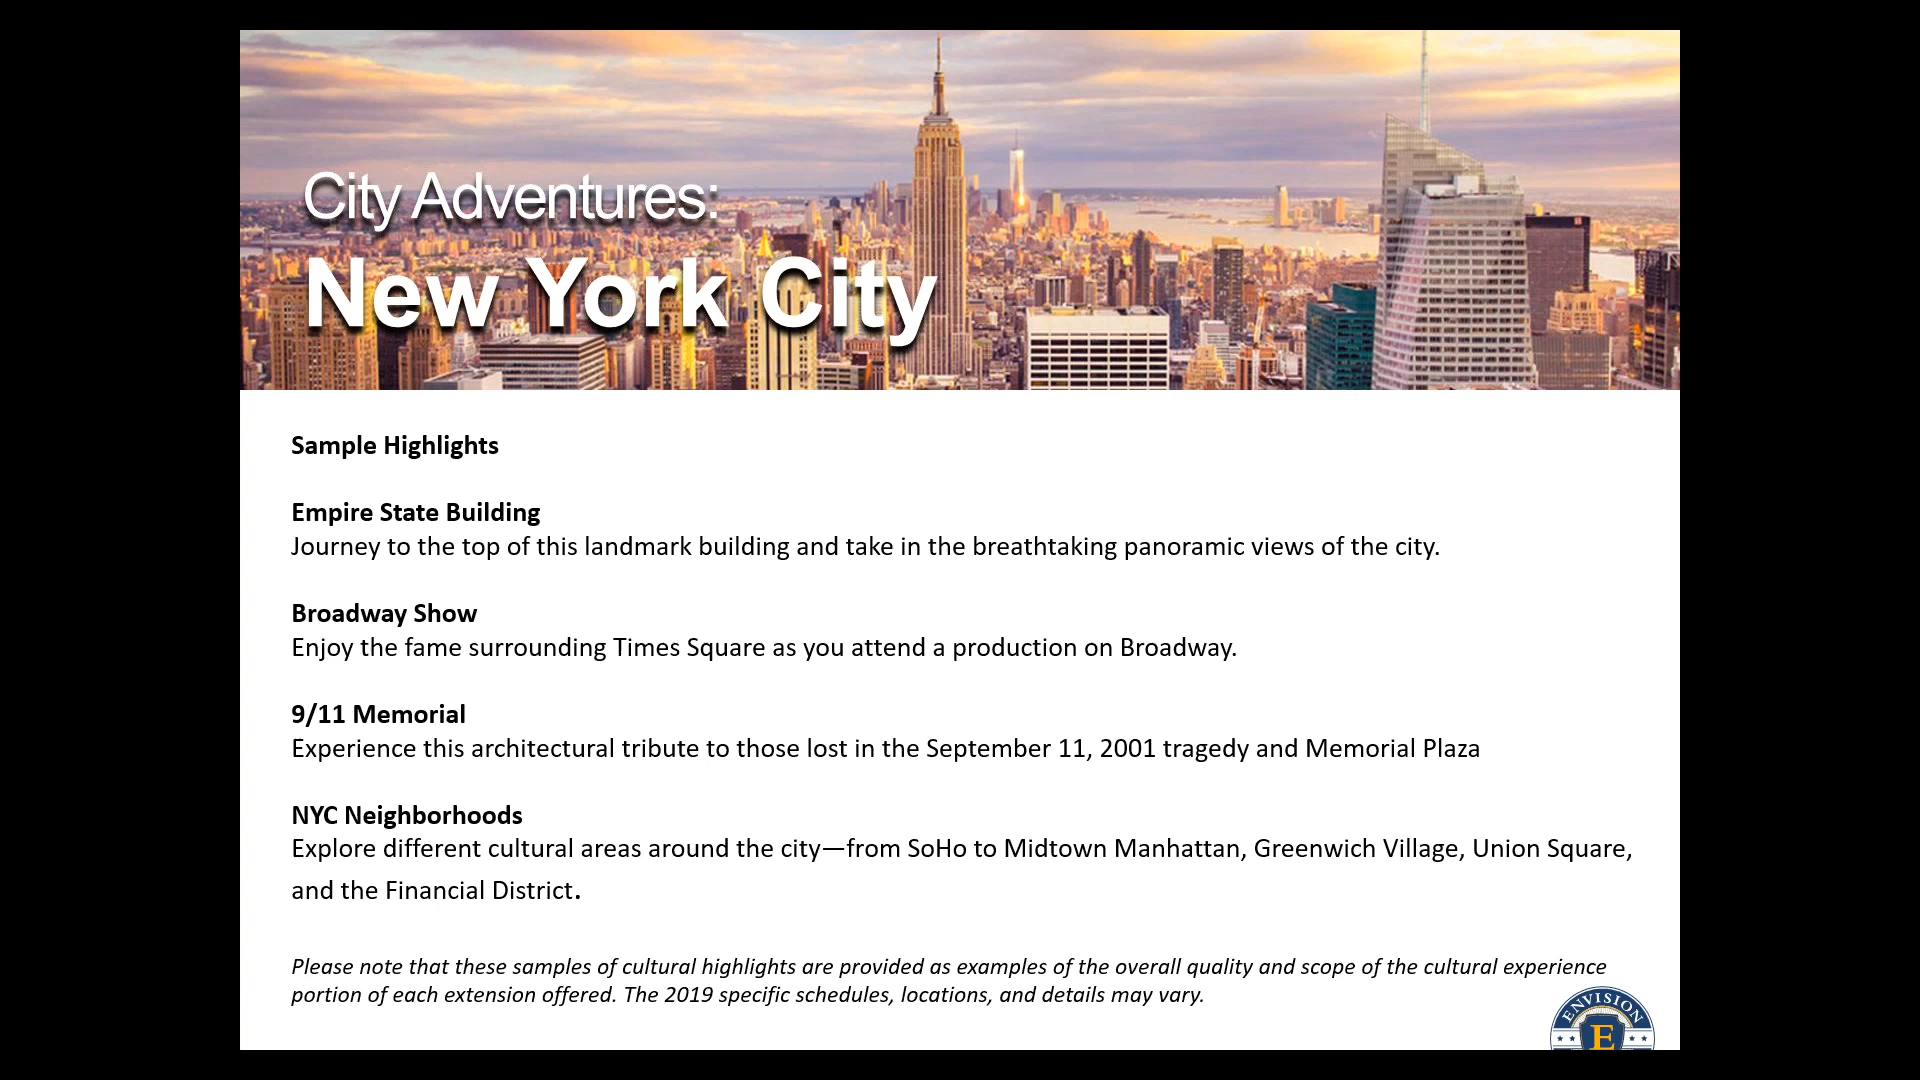 City Adventures:
New York City
Sample Highlights
Empire State Building
Journey to the top of this landmark building and take in the breathtaking panoramic views of the city.
Broadway Show
Enjoy the fame surrounding Times Square as you attend a production on Broadway.
9/11 Memorial
Experience this architectural tribute to those lost in the September 11, 2001 tragedy and Memorial Plaza
NYC Neighborhoods
Explore different cultural areas around the city—from SoHo to Midtown Manhattan, Greenwich Village, Union Square,
and the Financial District.
Please note that these samples of cultural highlights are provided as examples of the overall quality and scope of the cultural experience
portion of each extension offered. The 2019 specific schedules, locations, and details may vary.
ENVISION
E